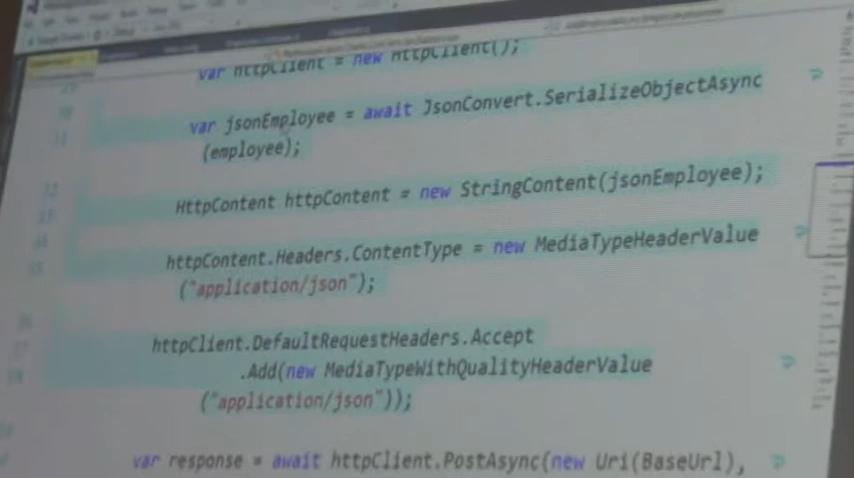 var httpClient = new HttpClient();
var jsonEmployee = await JsonConvert.SerializeObjectAsync
(employee);
HttpContent httpContent = new StringContent(jsonEmployee);
httpContent.Headers.ContentType = new MediaTypeHeaderValue
("application/json");
httpClient.DefaultRequestHeaders.Accept
.Add(new MediaTypeWithQualityHeaderValue
("application/json"));
var response = await httpClient.PostAsync(new Uri(BaseUrl),